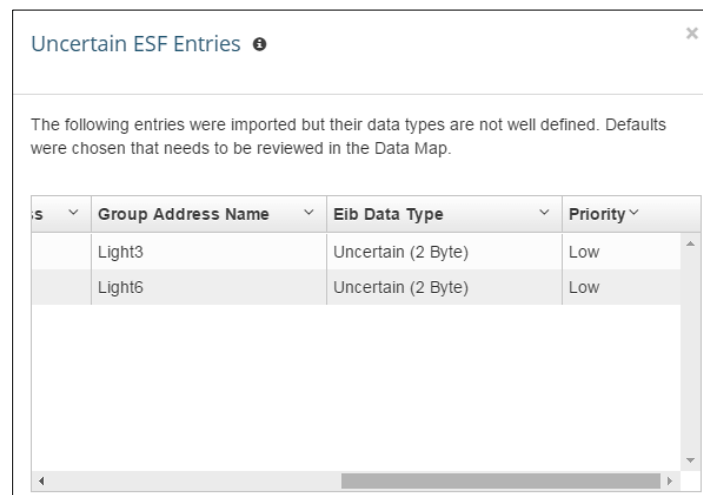 Uncertain ESF Entries
The following entries were imported but their data types are not well defined. Defaults
were chosen that needs to be reviewed in the Data Map.
Group Address Name Eib Data Type Priority
Light3 Uncertain (2 Byte) Low
Light6 Uncertain (2 Byte) Low